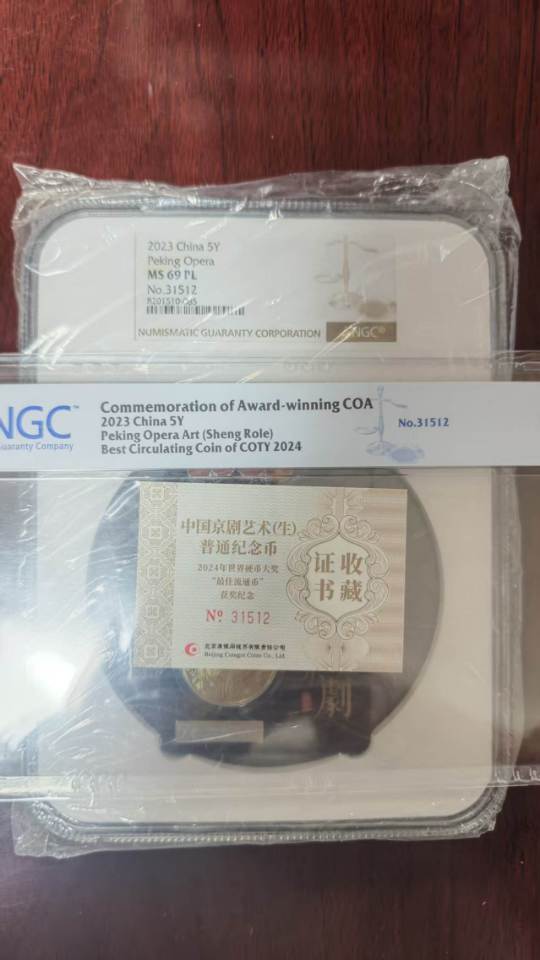 2023 China 5Y
Peking Opera
MS 69 PL
No.31512
NUMISMATIC GUARANTY CORPORATION
NGC®
NGC™
Guaranty Company
Commemoration of Award-winning COA
2023 China 5Y
Peking Opera Art (Sheng Role)
Best Circulating Coin of COTY 2024
No.31512
中国京剧艺术(生)
普通纪念币
2024年世界硬币大奖
"最佳流通币"
获奖纪念
Nº 31512
收藏
证书
Beijing Coins Co., Ltd.
劇